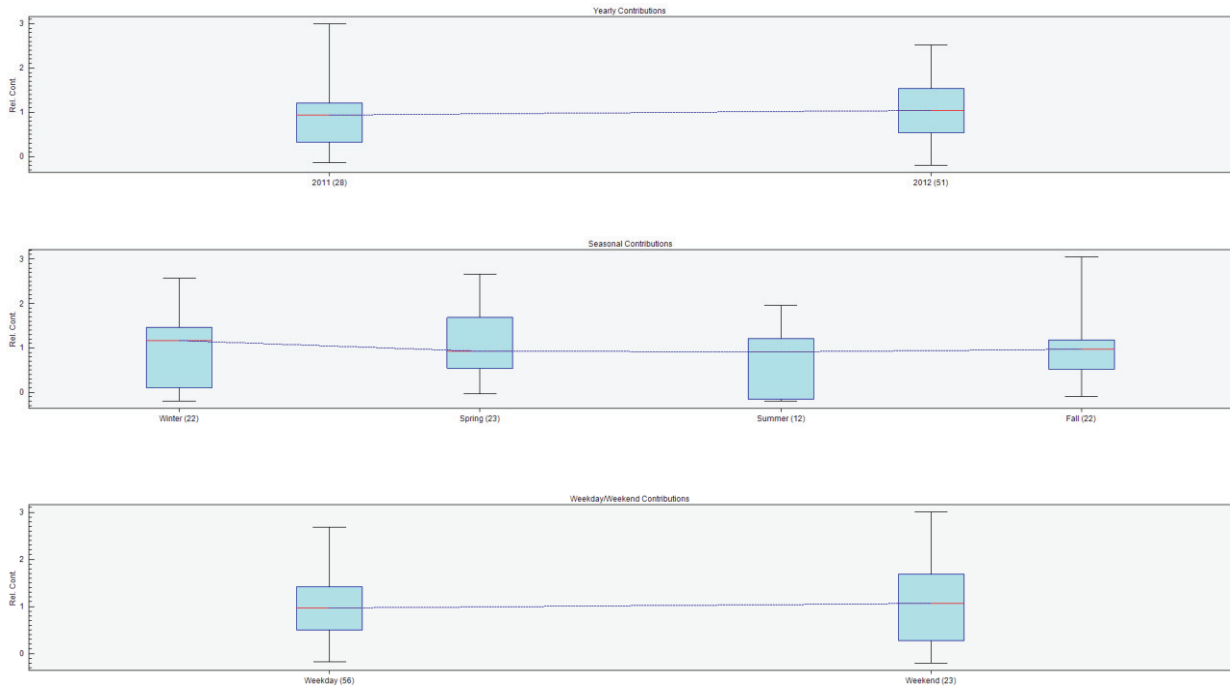 Yearly Contributions
3
2
1
0
Rel. Cont.
2011 (28)
2012 (51)
Seasonal Contributions
3
2
1
0
Rel. Cont.
Winter (22)
Spring (23)
Summer (12)
Fall (22)
Weekday/Weekend Contributions
3
2
1
0
Rel. Cont.
Weekday (56)
Weekend (23)